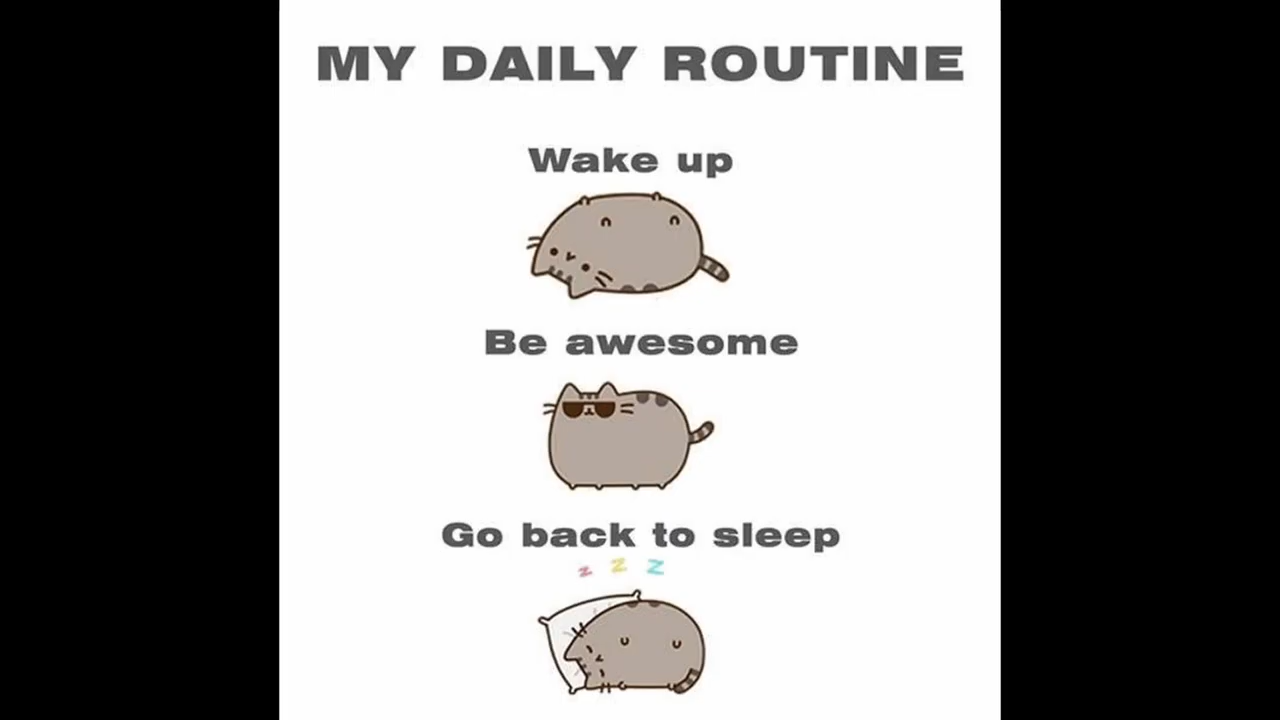 MY DAILY ROUTINE
Wake up
Be awesome
Go back to sleep
z z z